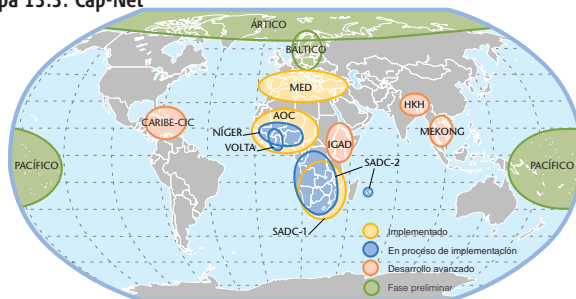 pa 13.3. Cap-Net
ÁRTICO
BÁLTICO
MED
CARIBE-CIC
AOC
HKH
NÍGER
MEKONG
VOLTA
IGAD
PACÍFICO
SADC-2
PACÍFICO
SADC-1
Implementado
En proceso de implementación
Desarrollo avanzado
Fase preliminar